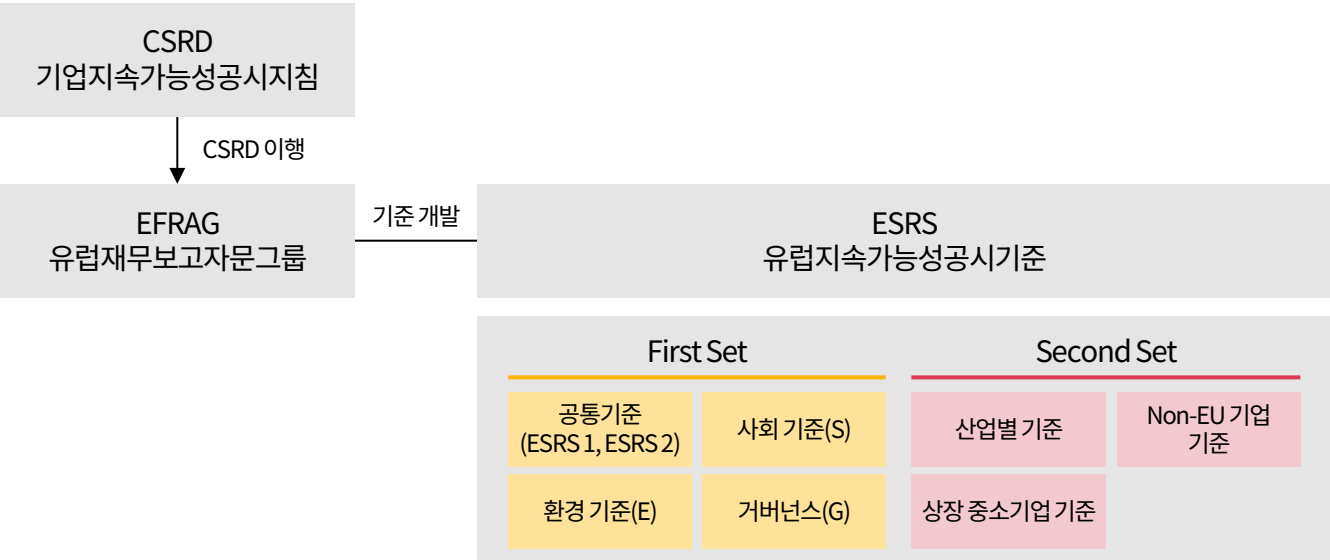 CSRD
기업지속가능성공시지침
CSRD 이행
EFRAG
유럽재무보고자문그룹
기준 개발
ESRS
유럽지속가능성공시기준
First Set
Second Set
공통기준
(ESRS 1, ESRS 2)
사회 기준(S)
산업별 기준
Non-EU 기업
기준
환경 기준(E)
거버넌스(G)
상장 중소기업 기준